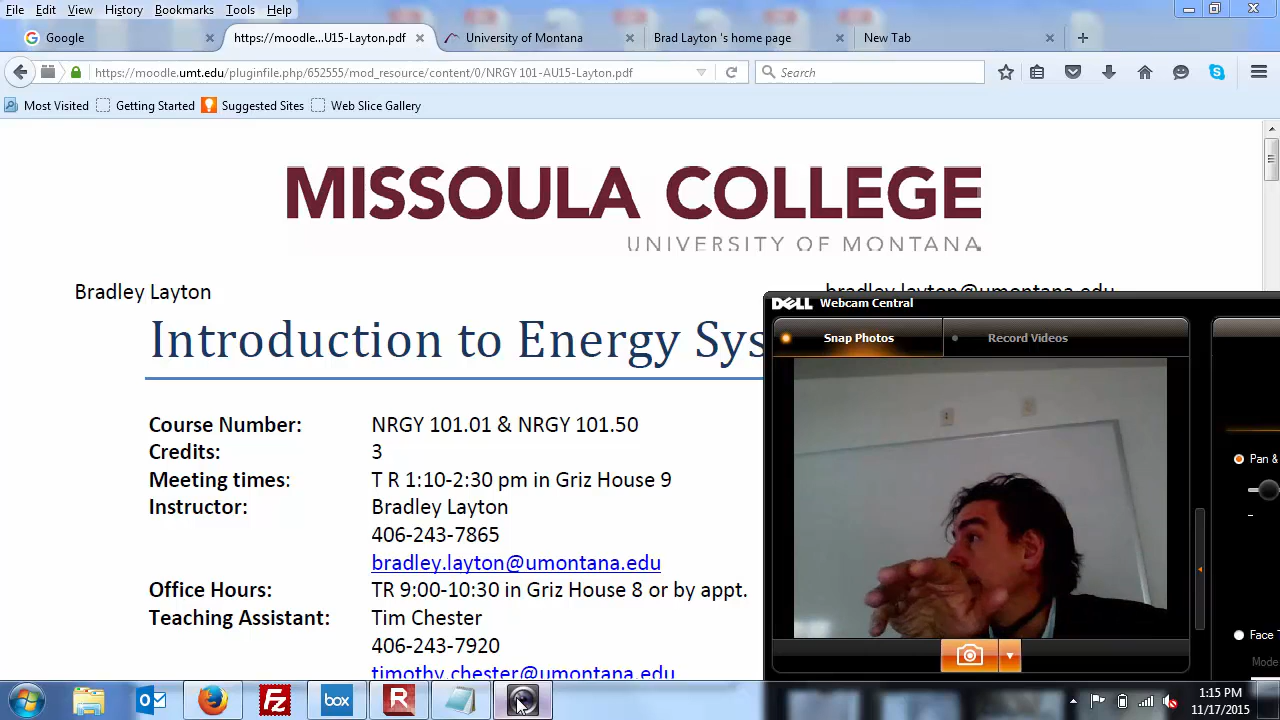 File Edit View History Bookmarks Tools Help
Google https://moodle...U15-Layton.pdf University of Montana Brad Layton 's home page New Tab
https://moodle.umt.edu/pluginfile.php/652555/mod_resource/content/0/NRGY 101-AU15-Layton.pdf Search
Most Visited Getting Started Suggested Sites Web Slice Gallery
MISSOULA COLLEGE
UNIVERSITY OF MONTANA
Bradley Layton bradley.layton@umontana.edu
DELL Webcam Central
Introduction to Energy Sys
Snap Photos Record Videos
Course Number: NRGY 101.01 & NRGY 101.50
Credits: 3
Pan &
Meeting times: T R 1:10-2:30 pm in Griz House 9
Instructor: Bradley Layton
406-243-7865
bradley.layton@umontana.edu
Office Hours: TR 9:00-10:30 in Griz House 8 or by appt.
Teaching Assistant: Tim Chester
Face
406-243-7920
Mode
timothy.chester@umontana.edu
box
1:15 PM
11/17/2015